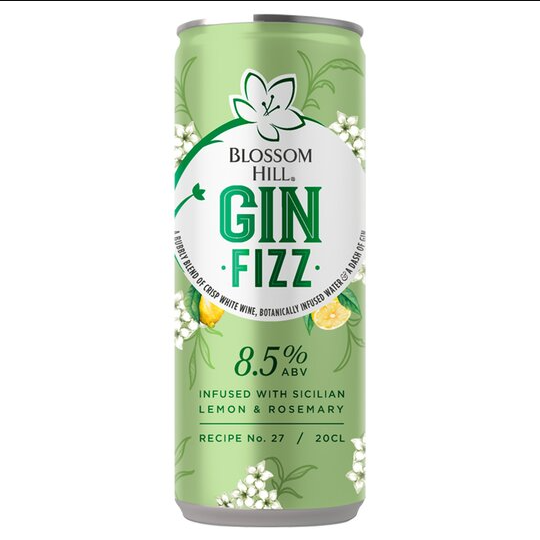 BLOSSOM
HILL®
GIN
·FIZZ·
A BUBBLY BLEND OF CRISP WHITE WINE, BOTANICALLY INFUSED WATER & A DASH OF GIN
8.5%
ABV
INFUSED WITH SICILIAN
LEMON & ROSEMARY
RECIPE No. 27 / 20CL